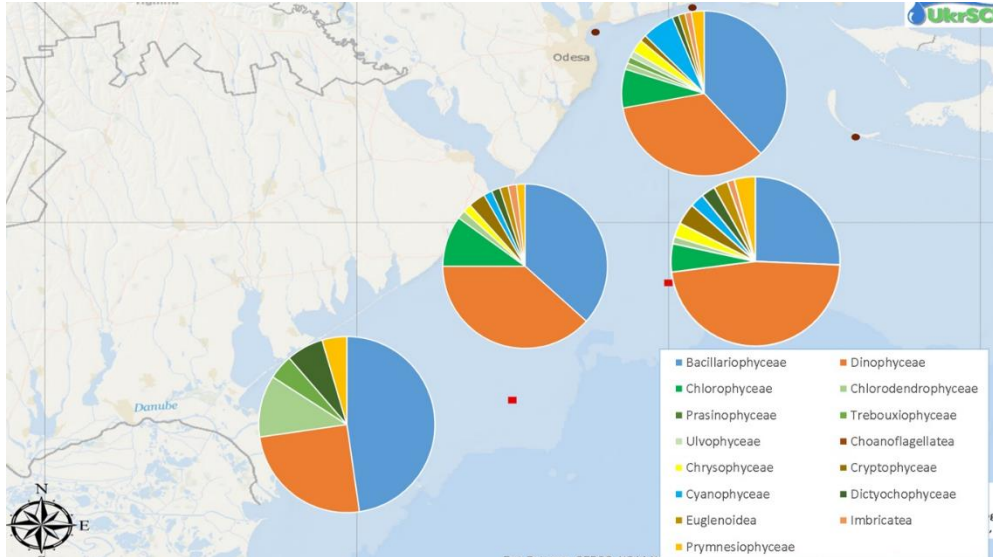 UkrSC
Odesa
Danube
N
E
Bacillariophyceae
Dinophyceae
Chlorophyceae
Chlorodendrophyceae
Prasinophyceae
Trebouxiophyceae
Ulvophyceae
Choanoflagellatea
Chrysophyceae
Cryptophyceae
Cyanophyceae
Dictyochophyceae
Euglenoidea
Imbricatea
Prymnesiophyceae